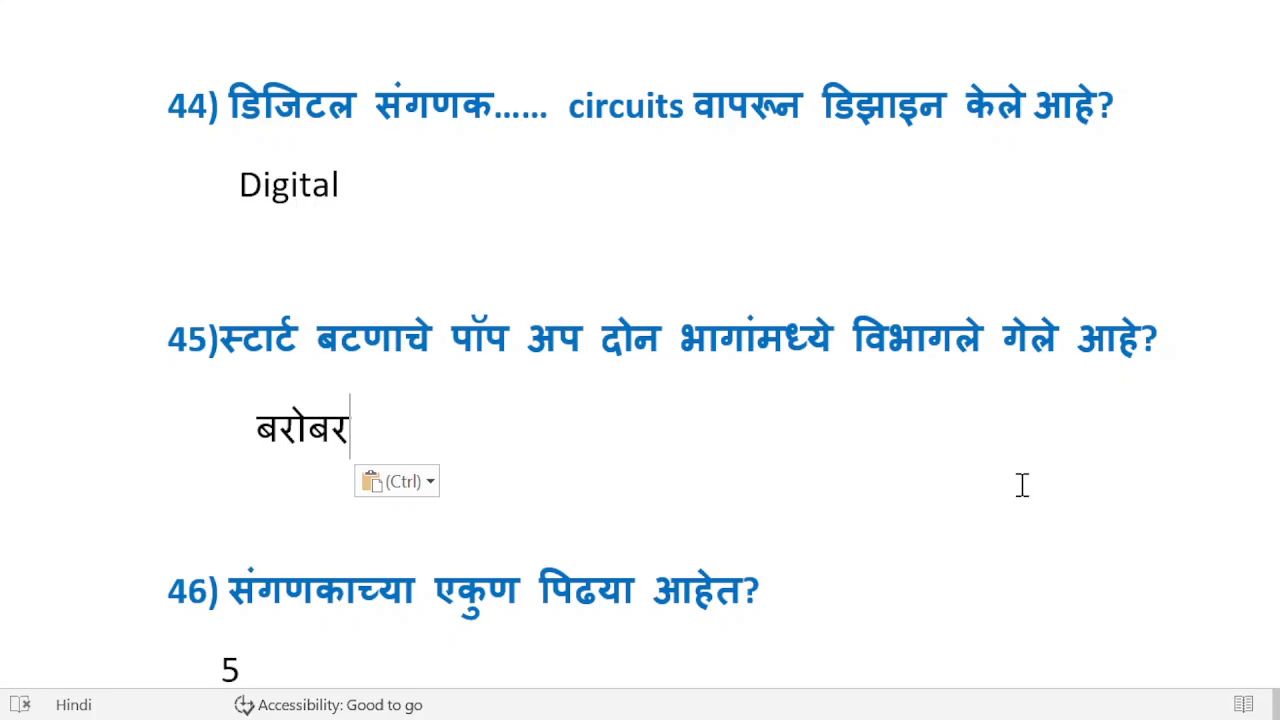 44) डिजिटल संगणक...... circuits वापरून डिझाइन केले आहे?
Digital
45)स्टार्ट बटणाचे पॉप अप दोन भागांमध्ये विभागले गेले आहे?
बरोबर
(Ctrl)
46) संगणकाच्या एकुण पिढया आहेत?
5
Hindi
Accessibility: Good to go